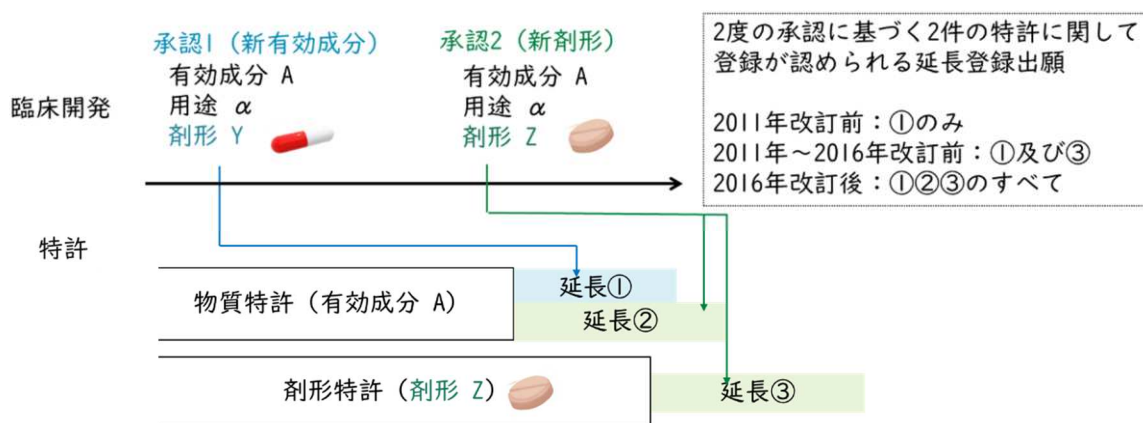 承認1（新有効成分）
有効成分 A
用途 α
剤形 Y
承認2（新剤形）
有効成分 A
用途 α
剤形 Z
臨床開発
2度の承認に基づく2件の特許に関して
登録が認められる延長登録出願
2011年改訂前：①のみ
2011年～2016年改訂前：①及び③
2016年改訂後：①②③のすべて
特許
物質特許（有効成分 A）
延長①
延長②
剤形特許（剤形 Z）
延長③